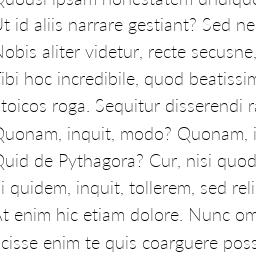 Quodsi ipsam honestatem undique
Ut id aliis narrare gestiant? Sed ne
Nobis aliter videtur, recte secusne,
Tibi hoc incredibile, quod beatissim
Stoicos roga. Sequitur disserendi ra
Quonam, inquit, modo? Quonam, i
Quid de Pythagora? Cur, nisi quod
Si quidem, inquit, tollerem, sed reli
At enim hic etiam dolore. Nunc om
scisse enim te quis coarguere poss